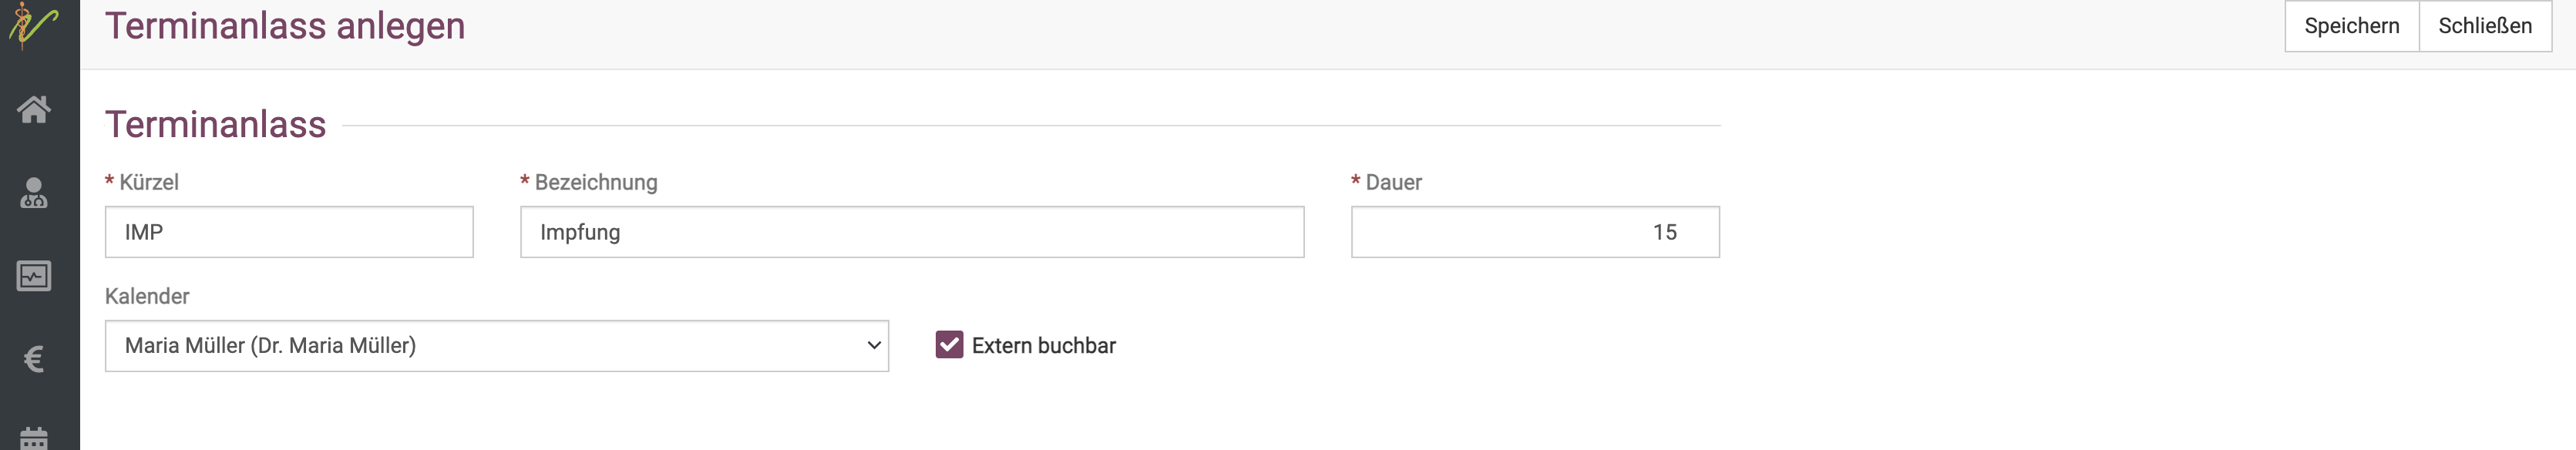 Terminanlass anlegen
Speichern Schließen
Terminanlass
* Kürzel * Bezeichnung * Dauer
IMP Impfung 15
Kalender
Maria Müller (Dr. Maria Müller) Extern buchbar